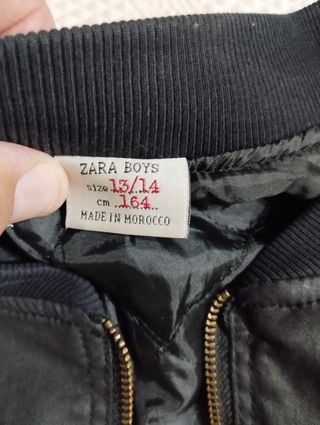 ZARA BOYS
size 13/14
cm 164
MADE IN MOROCCO